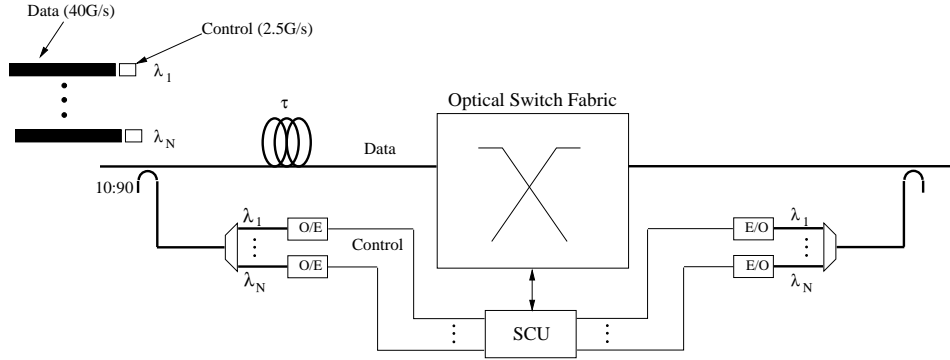 Data (40G/s)
Control (2.5G/s)
λ1
λN
τ
Optical Switch Fabric
Data
10:90
λ1
O/E
Control
λN
O/E
E/O
λ1
E/O
λN
SCU